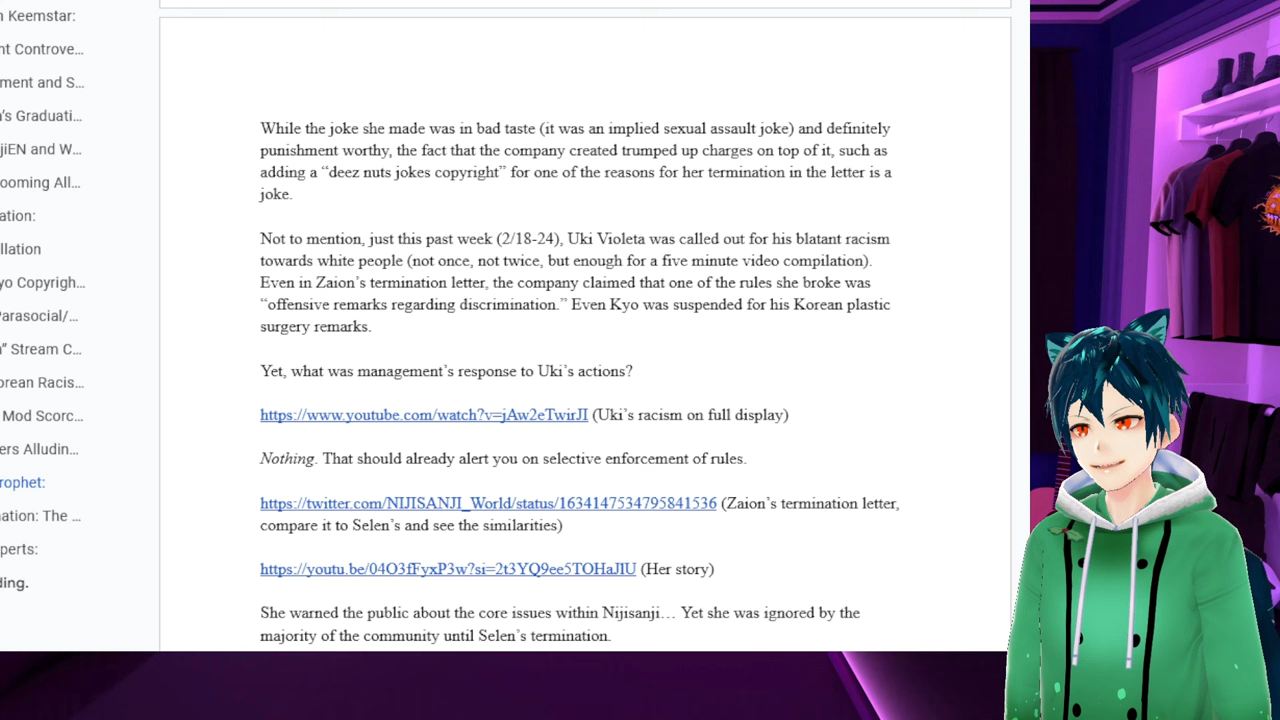 n Keemstar:
nt Controve...
ment and S...
n's Graduati...
jiEN and W...
ooming All...
ation:
llation
yo Copyrigh...
Parasocial/...
n” Stream C...
orean Racis...
Mod Scorc...
ers Alludin...
rophet:
nation: The ...
xperts:
ding.
While the joke she made was in bad taste (it was an implied sexual assault joke) and definitely
punishment worthy, the fact that the company created trumped up charges on top of it, such as
adding a “deez nuts jokes copyright” for one of the reasons for her termination in the letter is a
joke.
Not to mention, just this past week (2/18-24), Uki Violeta was called out for his blatant racism
towards white people (not once, not twice, but enough for a five minute video compilation).
Even in Zaion’s termination letter, the company claimed that one of the rules she broke was
“offensive remarks regarding discrimination.” Even Kyo was suspended for his Korean plastic
surgery remarks.
Yet, what was management’s response to Uki’s actions?
https://www.youtube.com/watch?v=jAw2eTwirJI (Uki’s racism on full display)
Nothing. That should already alert you on selective enforcement of rules.
https://twitter.com/NIJISANJI_World/status/1634147534795841536 (Zaion’s termination letter,
compare it to Selen’s and see the similarities)
https://youtu.be/04O3fFyxP3w?si=2t3YQ9ee5TOHaJIU (Her story)
She warned the public about the core issues within Nijisanji… Yet she was ignored by the
majority of the community until Selen’s termination.